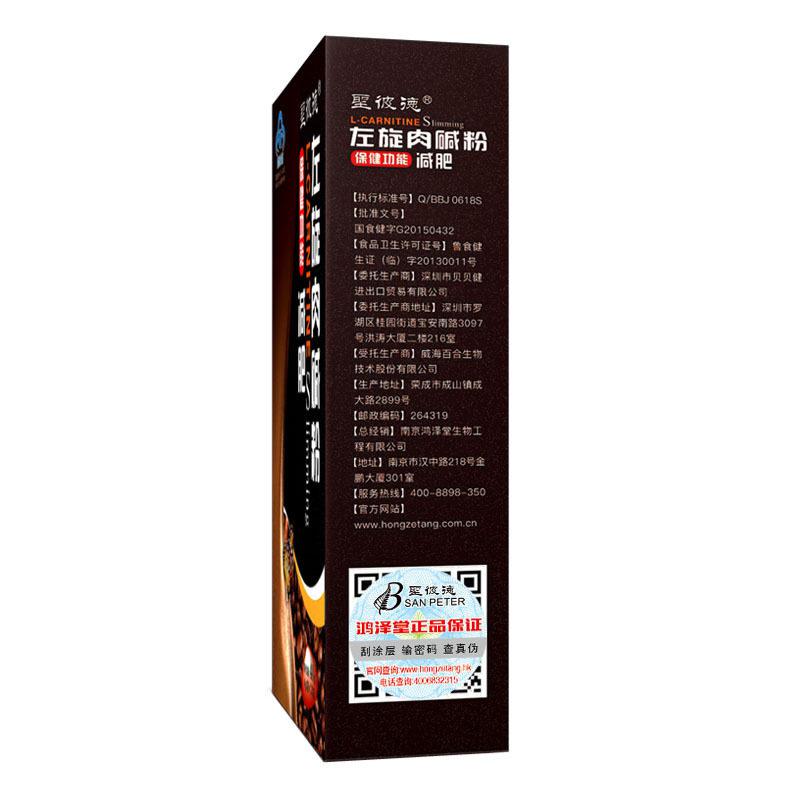 聖彼德®
L-CARNITINE Slimming
左旋肉碱粉
保健功能 减肥
【执行标准号】Q/BBJ 0618S
【批准文号】
国食健字G20150432
【食品卫生许可证号】鲁食健
生证（临）字20130011号
【委托生产商】深圳市贝贝健
进出口贸易有限公司
【委托生产商地址】深圳市罗
湖区桂园街道宝安南路3097
号洪涛大厦二楼216室
【受托生产商】威海百合生物
技术股份有限公司
【生产地址】荣成市成山镇成
大路2899号
【邮政编码】264319
【总经销】南京鸿泽堂生物工
程有限公司
【地址】南京市汉中路218号金
鹏大厦301室
【服务热线】400-8898-350
【官方网站】
www.hongzetang.com.cn
聖彼德
SAN PETER
鸿泽堂正品保证
刮涂层 输密码 查真伪
官网查询:www.hongzetang.hk
电话查询:4006832315
聖彼德®
左旋肉碱粉
L-CARNITINE Slimming
减肥